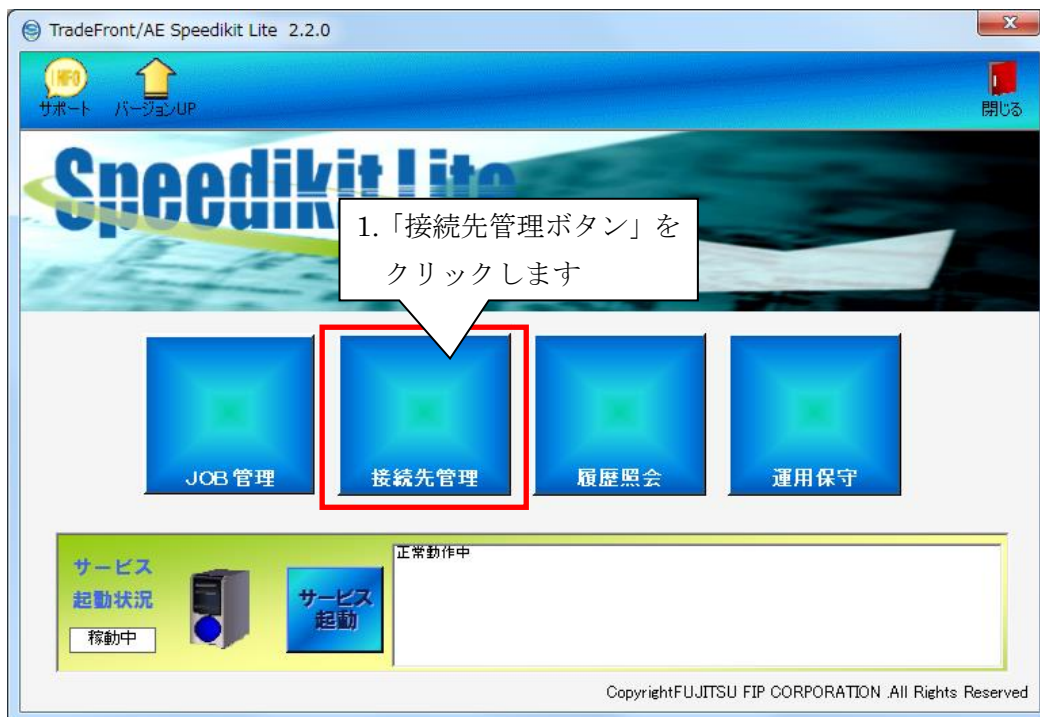 TradeFront/AE Speedikit Lite 2.2.0
サポート
バージョンUP
閉じる
Speedikit Lite
1.「接続先管理ボタン」を
クリックします
JOB管理
接続先管理
履歴照会
運用保守
サービス
起動状況
稼動中
サービス
起動
正常動作中
CopyrightFUJITSU FIP CORPORATION .All Rights Reserved